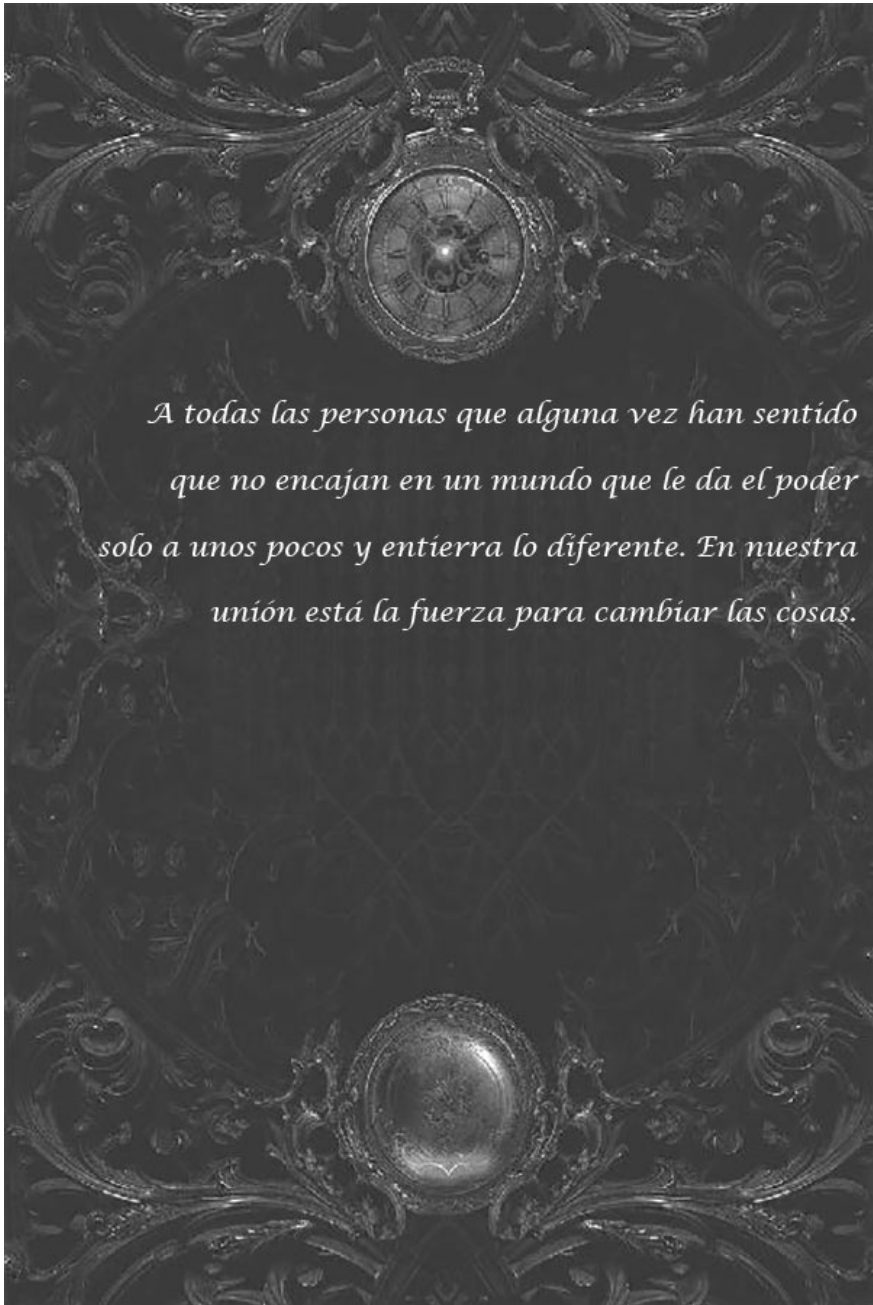 A todas las personas que alguna vez han sentido
que no encajan en un mundo que le da el poder
solo a unos pocos y entierra lo diferente. En nuestra
unión está la fuerza para cambiar las cosas.